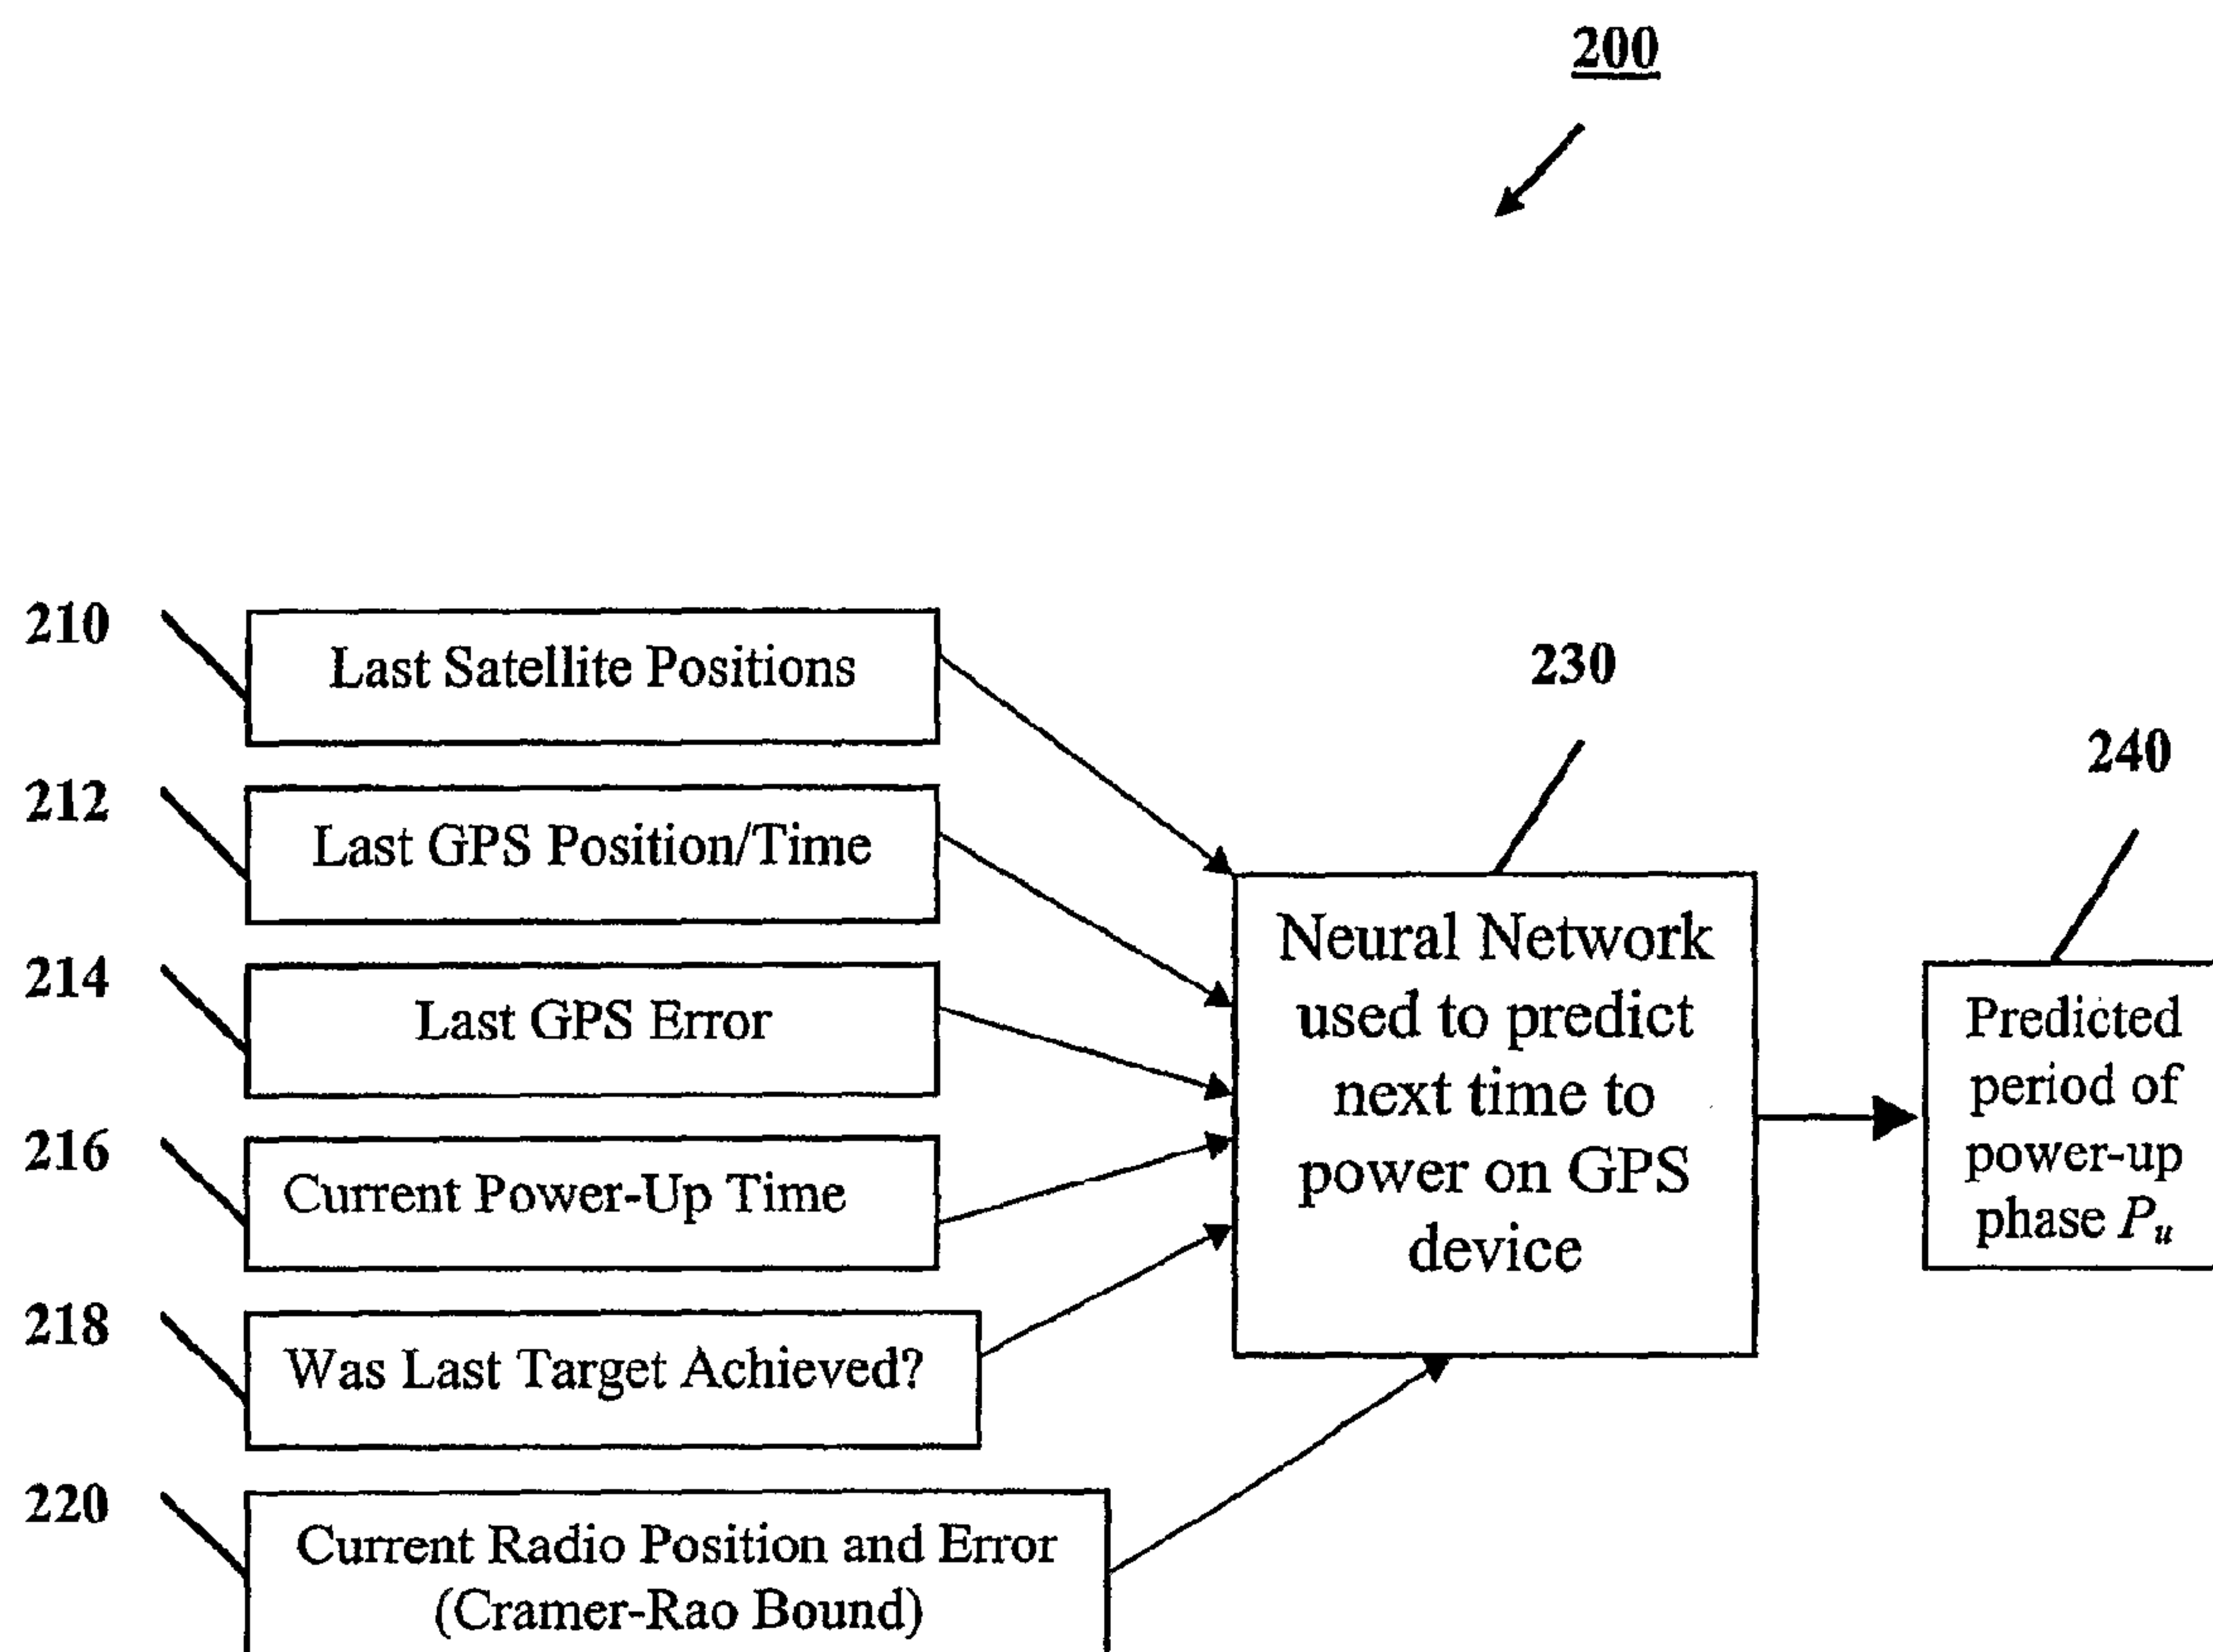 200
210
Last Satellite Positions
212
Last GPS Position/Time
214
Last GPS Error
216
Current Power-Up Time
218
Was Last Target Achieved?
220
Current Radio Position and Error
(Cramer-Rao Bound)
230
Neural Network
used to predict
next time to
power on GPS
device
240
Predicted
period of
power-up
phase Pu